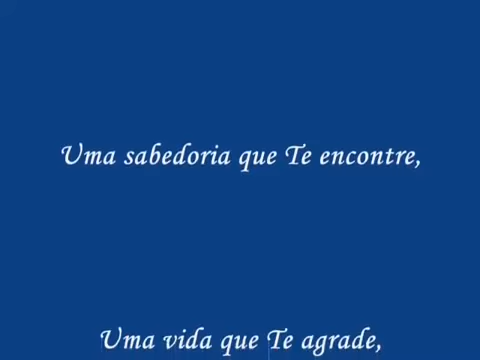 Uma sabedoria que Te encontre,
Uma vida que Te agrade,